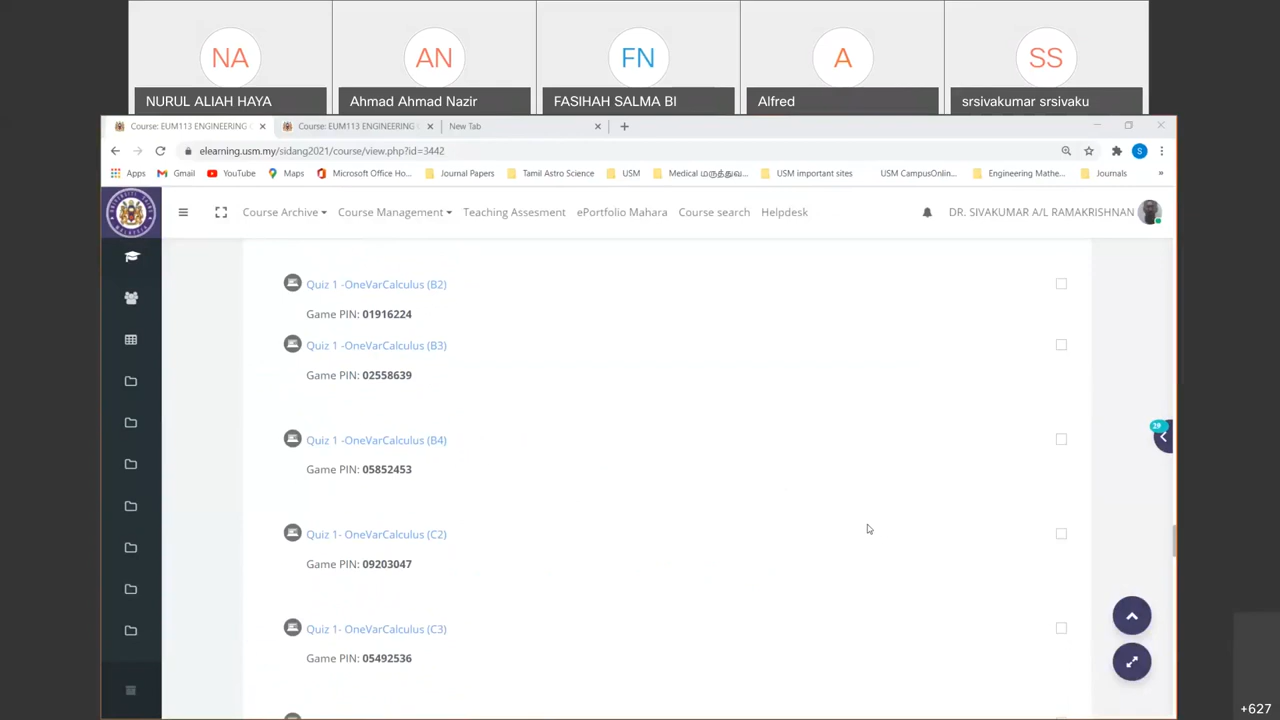 NA
AN
FN
A
SS
NURUL ALIAH HAYA
Ahmad Ahmad Nazir
FASIHAH SALMA BI
Alfred
srsivakumar srsivaku
Course: EUM113 ENGINEERING
Course: EUM113 ENGINEERING
New Tab
elearning.usm.my/sidang2021/course/view.php?id=3442
S
Apps
Gmail
YouTube
Maps
Microsoft Office Ho...
Journal Papers
Tamil Astro Science
USM
Medical மருத்துவ...
USM important sites
USM CampusOnlin...
Engineering Mathe...
Journals
»
Course Archive
Course Management
Teaching Assesment
ePortfolio Mahara
Course search
Helpdesk
DR. SIVAKUMAR A/L RAMAKRISHNAN
Quiz 1 -OneVarCalculus (B2)
Game PIN: 01916224
Quiz 1 -OneVarCalculus (B3)
Game PIN: 02558639
29
Quiz 1 -OneVarCalculus (B4)
Game PIN: 05852453
Quiz 1- OneVarCalculus (C2)
Game PIN: 09203047
Quiz 1- OneVarCalculus (C3)
Game PIN: 05492536
+627